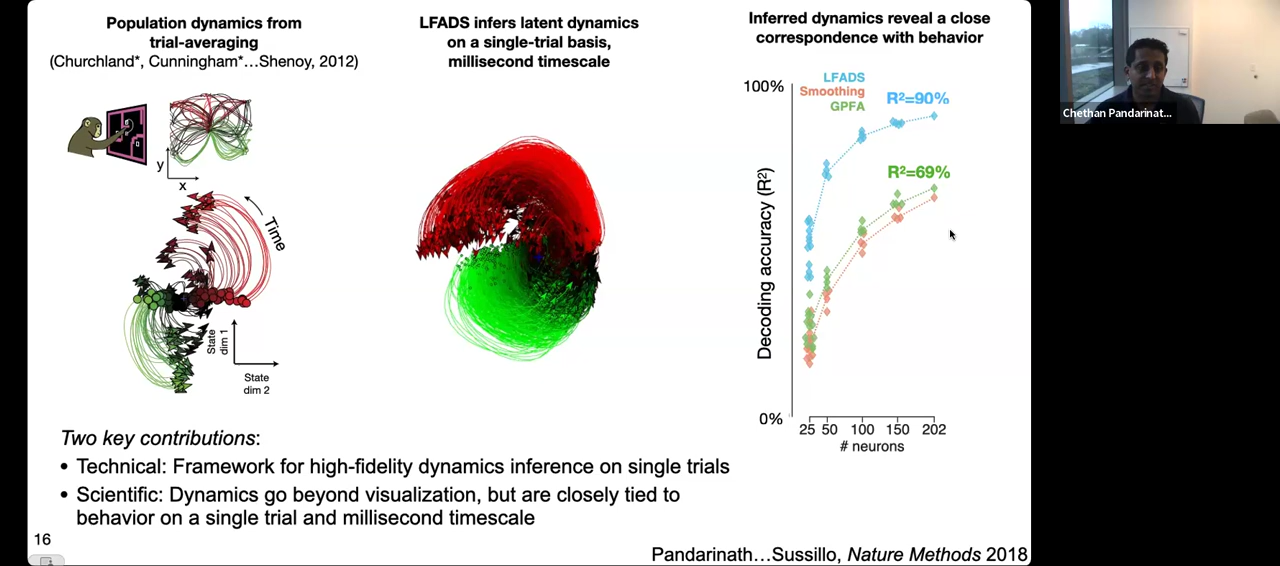 Population dynamics from
trial-averaging
(Churchland*, Cunningham*…Shenoy, 2012)
y
x
Time
State
dim 1
State
dim 2
LFADS infers latent dynamics
on a single-trial basis,
millisecond timescale
Inferred dynamics reveal a close
correspondence with behavior
100%
LFADS
Smoothing
GPFA
R²=90%
R²=69%
Decoding accuracy (R²)
0%
25 50 100 150 202
# neurons
Two key contributions:
• Technical: Framework for high-fidelity dynamics inference on single trials
• Scientific: Dynamics go beyond visualization, but are closely tied to
behavior on a single trial and millisecond timescale
16
Pandarinath…Sussillo, Nature Methods 2018
Chethan Pandarinat...